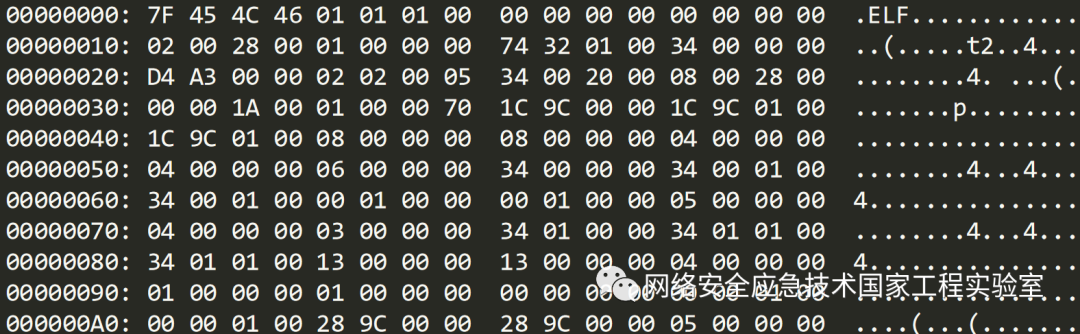 00000000: 7F 45 4C 46 01 01 01 00 00 00 00 00 00 00 00 00 .ELF............
00000010: 02 00 28 00 01 00 00 00 74 32 01 00 34 00 00 00 ..(.....t2..4...
00000020: D4 A3 00 00 02 02 00 05 34 00 20 00 08 00 28 00 ........4. ...(.
00000030: 00 00 1A 00 01 00 00 70 1C 9C 00 00 1C 9C 01 00 .......p........
00000040: 1C 9C 01 00 08 00 00 00 08 00 00 00 04 00 00 00 ................
00000050: 04 00 00 00 06 00 00 00 34 00 00 00 34 00 01 00 ........4...4...
00000060: 34 00 01 00 00 01 00 00 00 01 00 00 05 00 00 00 4...............
00000070: 04 00 00 00 03 00 00 00 34 01 00 00 34 01 01 00 ........4...4...
00000080: 34 01 01 00 13 00 00 00 13 00 00 00 04 00 00 00 4...............
00000090: 01 00 00 00 01 00 00 00 00 00 00 00 00 00 01 00 ................
000000A0: 00 00 01 00 28 9C 00 00 28 9C 00 00 05 00 00 00 ....(...(.......
网络安全应急技术国家工程实验室